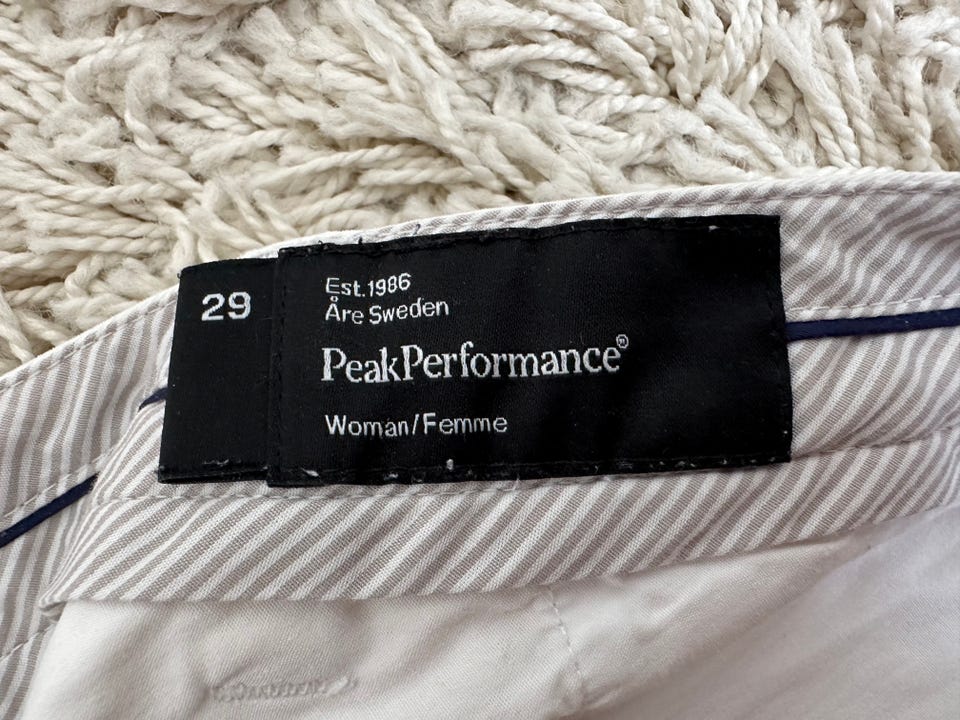 29
Est.1986
Åre Sweden
PeakPerformance®
Woman/Femme